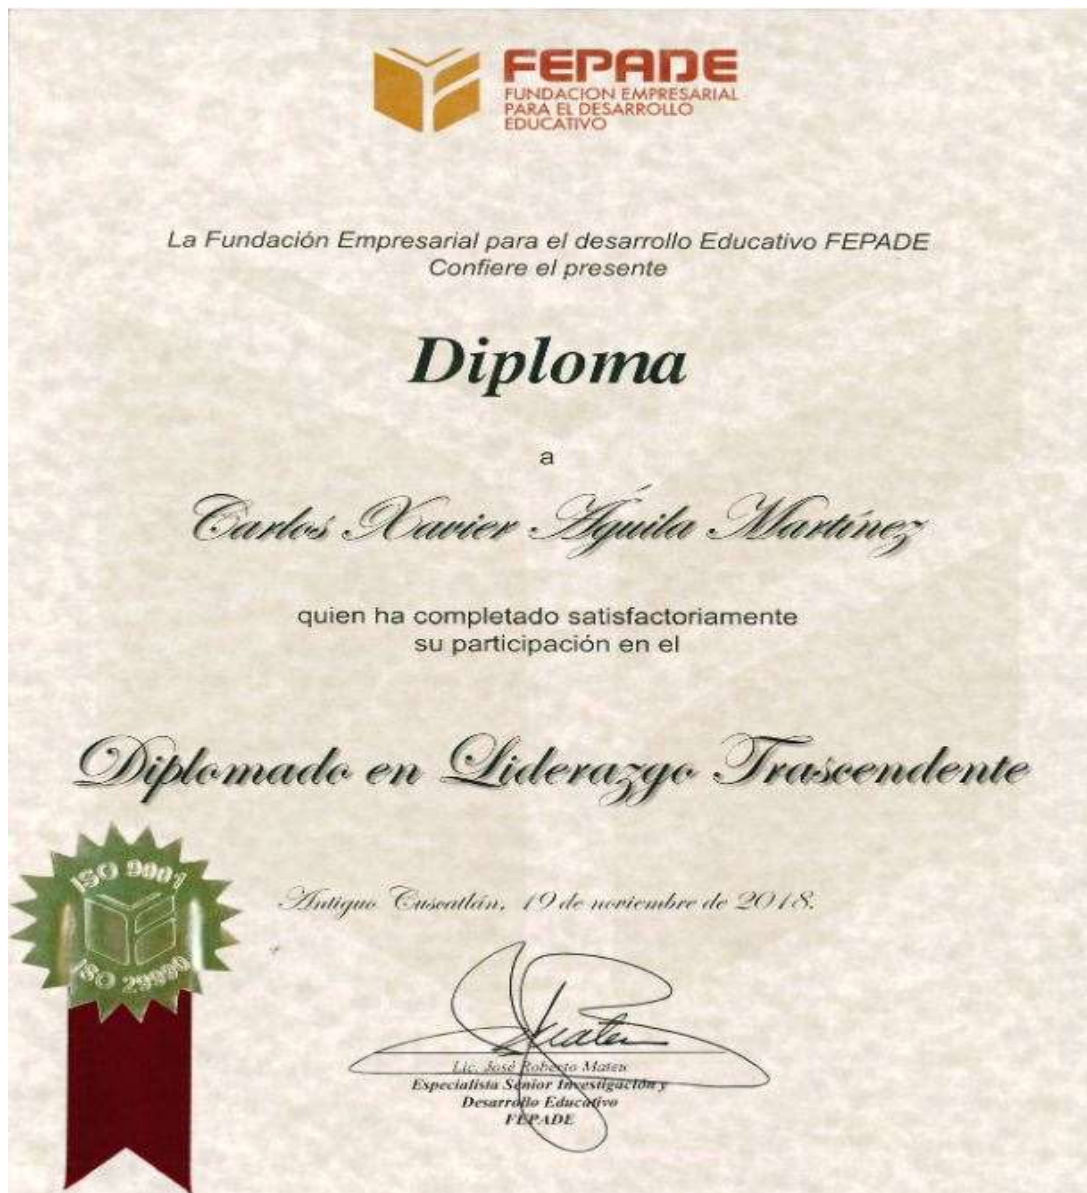 FEPADE
FUNDACION EMPRESARIAL
PARA EL DESARROLLO
EDUCATIVO
La Fundación Empresarial para el desarrollo Educativo FEPADE
Confiere el presente
Diploma
a
Carlos Xavier Águila Martínez
quien ha completado satisfactoriamente
su participación en el
Diplomado en Liderazgo Trascendente
ISO 9001
ISO 29990
Antiguo Cuscatlán, 19 de noviembre de 2018.
Lic. José Roberto Mateu
Especialista Senior Investigación y
Desarrollo Educativo
FEPADE